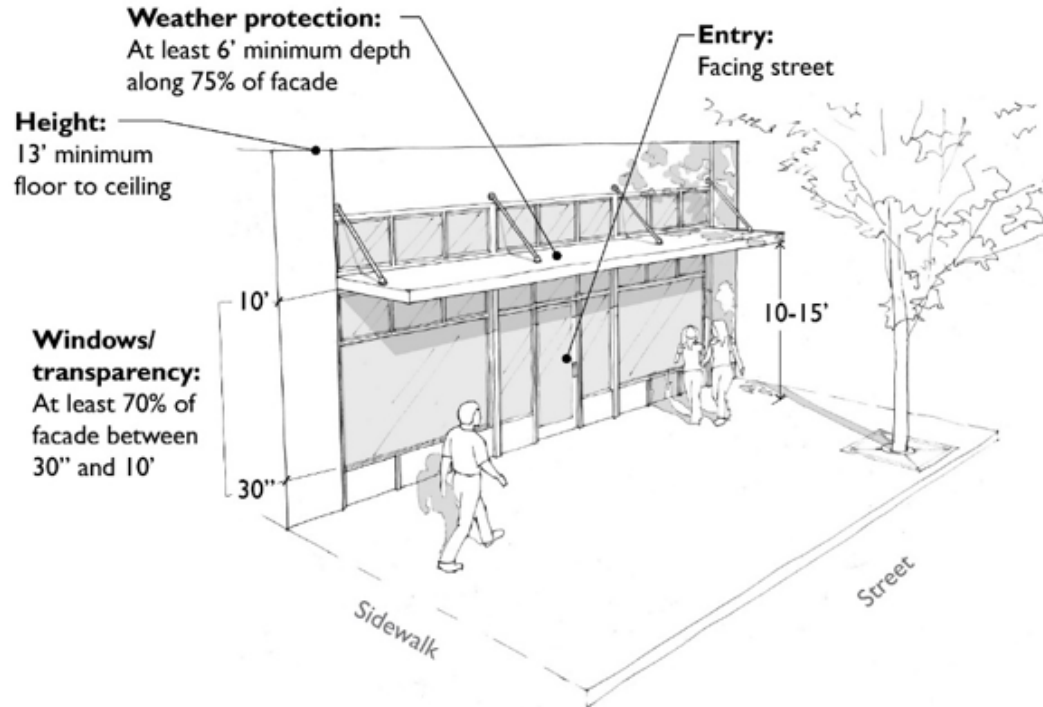 Weather protection:
At least 6’ minimum depth
along 75% of facade
Entry:
Facing street
Height:
13’ minimum
floor to ceiling
10’
Windows/
transparency:
At least 70% of
facade between
30” and 10’
30”
10-15’
Sidewalk
Street